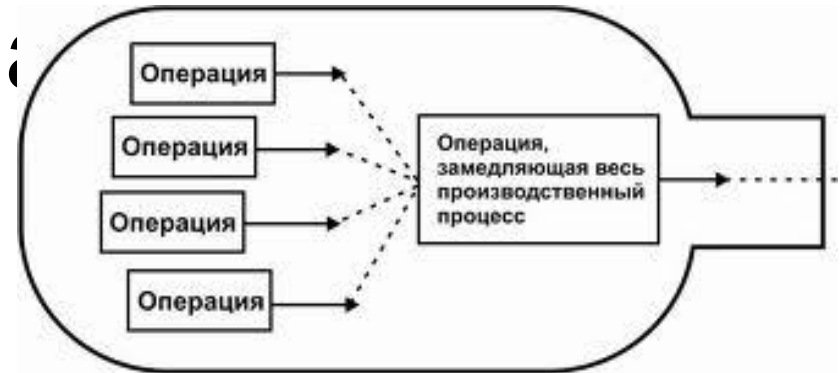 Операция
Операция
Операция
Операция
Операция,
замедляющая весь
производственный
процесс